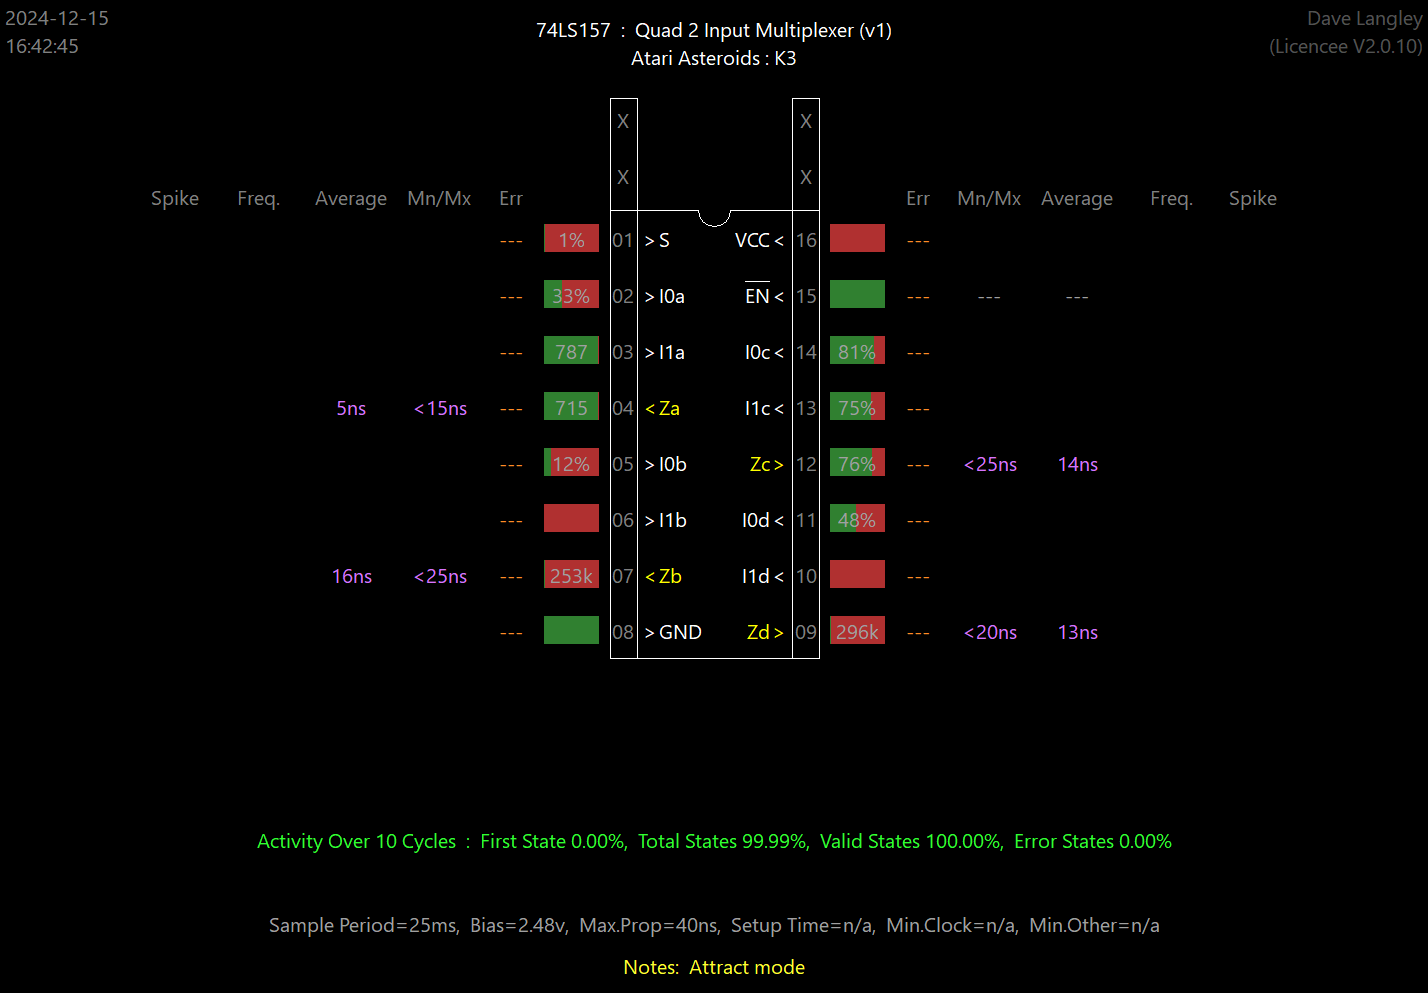 2024-12-15
16:42:45
74LS157 : Quad 2 Input Multiplexer (v1)
Atari Asteroids : K3
Dave Langley
(Licencee V2.0.10)
X X
X X
Spike Freq. Average Mn/Mx Err Err Mn/Mx Average Freq. Spike
--- 1% 01 >S VCC< 16 ---
--- 33% 02 >I0a EN< 15 --- --- ---
--- 787 03 >I1a I0c< 14 81% ---
5ns <15ns --- 715 04 <Za I1c< 13 75% ---
--- 12% 05 >I0b Zc> 12 76% --- <25ns 14ns
--- 06 >I1b I0d< 11 48% ---
16ns <25ns --- 253k 07 <Zb I1d< 10 ---
--- 08 >GND Zd> 09 296k --- <20ns 13ns
Activity Over 10 Cycles : First State 0.00%, Total States 99.99%, Valid States 100.00%, Error States 0.00%
Sample Period=25ms, Bias=2.48v, Max.Prop=40ns, Setup Time=n/a, Min.Clock=n/a, Min.Other=n/a
Notes: Attract mode